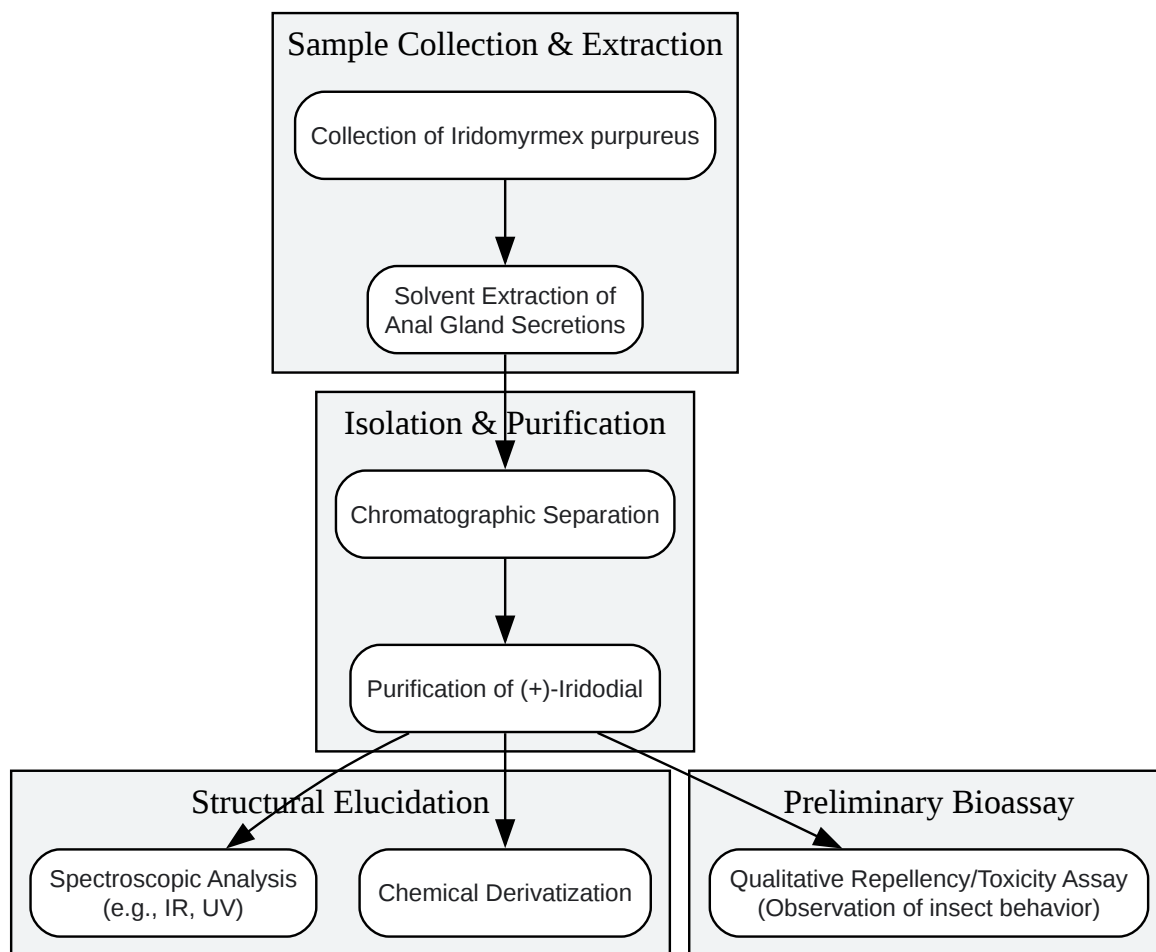 Sample Collection & Extraction
Collection of Iridomyrmex purpureus
Solvent Extraction of
Anal Gland Secretions
Isolation & Purification
Chromatographic Separation
Purification of (+)-Iridodial
Structural Elucidation
Spectroscopic Analysis
(e.g., IR, UV)
Chemical Derivatization
Preliminary Bioassay
Qualitative Repellency/Toxicity Assay
(Observation of insect behavior)